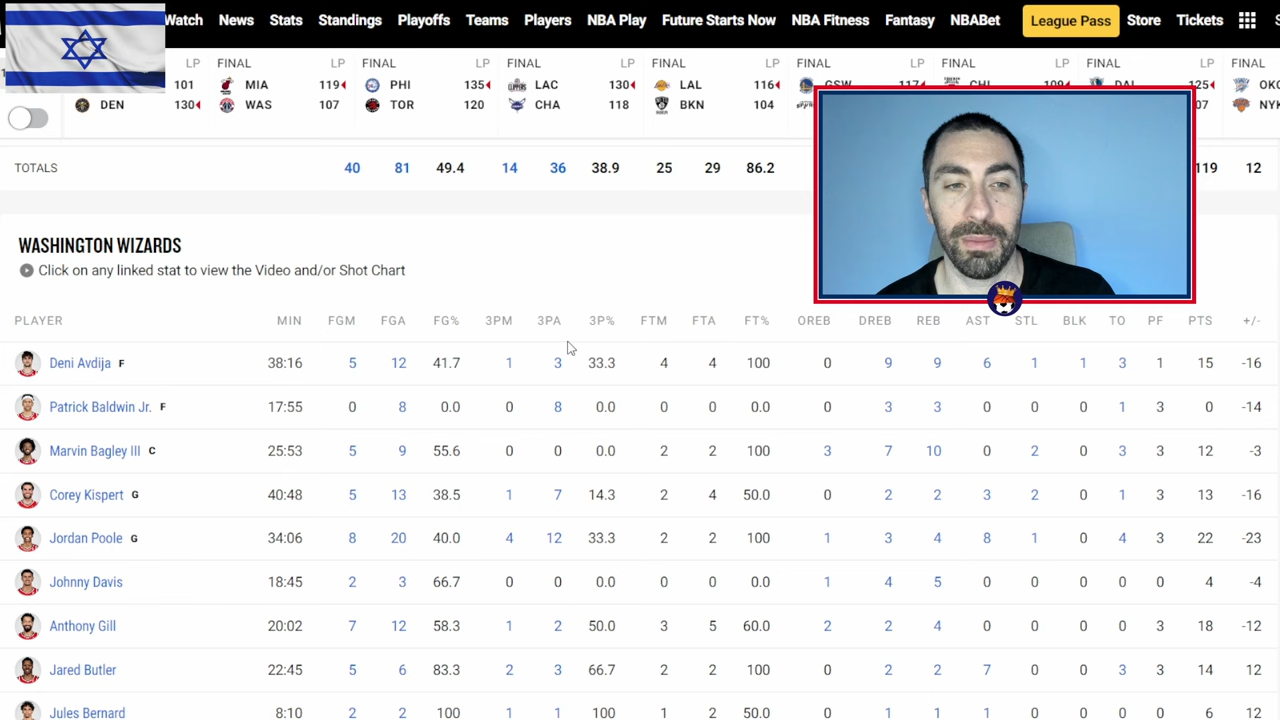 Watch News Stats Standings Playoffs Teams Players NBA Play Future Starts Now NBA Fitness Fantasy NBABet League Pass Store Tickets
LP FINAL LP FINAL LP FINAL LP FINAL LP FINAL FINAL FINAL FINAL
101 MIA 119 PHI 135 LAC 130 LAL 116 GSW 117 CHI 109 DAL 125
DEN 130 WAS 107 TOR 120 CHA 118 BKN 104
TOTALS 40 81 49.4 14 36 38.9 25 29 86.2 119 12
WASHINGTON WIZARDS
Click on any linked stat to view the Video and/or Shot Chart
PLAYER MIN FGM FGA FG% 3PM 3PA 3P% FTM FTA FT% OREB DREB REB AST STL BLK TO PF PTS +/-
Deni Avdija F 38:16 5 12 41.7 1 3 33.3 4 4 100 0 9 9 6 1 1 3 1 15 -16
Patrick Baldwin Jr. F 17:55 0 8 0.0 0 8 0.0 0 0 0.0 0 3 3 0 0 0 1 3 0 -14
Marvin Bagley III C 25:53 5 9 55.6 0 0 0.0 2 2 100 3 7 10 0 2 0 3 3 12 -3
Corey Kispert G 40:48 5 13 38.5 1 7 14.3 2 4 50.0 0 2 2 3 2 0 1 3 13 -16
Jordan Poole G 34:06 8 20 40.0 4 12 33.3 2 2 100 1 3 4 8 1 0 4 3 22 -23
Johnny Davis 18:45 2 3 66.7 0 0 0.0 0 0 0.0 1 4 5 0 0 0 0 0 4 -4
Anthony Gill 20:02 7 12 58.3 1 2 50.0 3 5 60.0 2 2 4 0 0 0 0 3 18 -12
Jared Butler 22:45 5 6 83.3 2 3 66.7 2 2 100 0 2 2 7 0 0 3 3 14 12
Jules Bernard 8:10 2 2 100 1 1 100 1 2 50.0 0 1 1 1 0 0 0 0 6 12